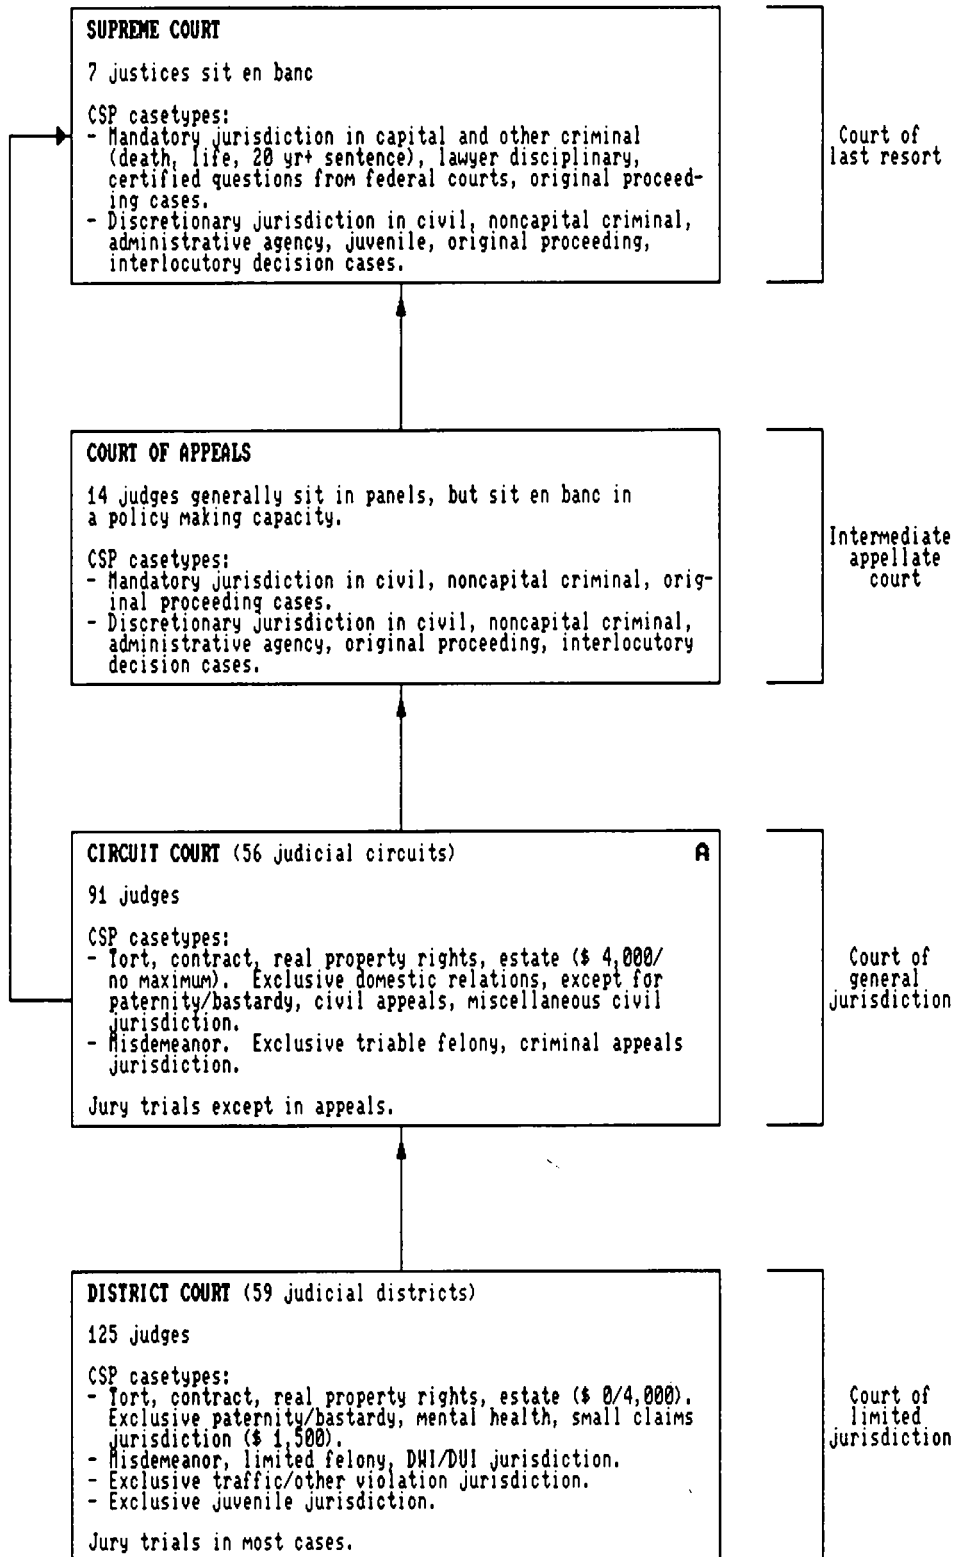 SUPREME COURT
7 justices sit en banc
CSP casetypes:
- Mandatory jurisdiction in capital and other criminal
(death, life, 20 yr+ sentence), lawyer disciplinary,
certified questions from federal courts, original proceed-
ing cases.
- Discretionary jurisdiction in civil, noncapital criminal,
administrative agency, juvenile, original proceeding,
interlocutory decision cases.
Court of
last resort
COURT OF APPEALS
14 judges generally sit in panels, but sit en banc in
a policy making capacity.
CSP casetypes:
- Mandatory jurisdiction in civil, noncapital criminal, orig-
inal proceeding cases.
- Discretionary jurisdiction in civil, noncapital criminal,
administrative agency, original proceeding, interlocutory
decision cases.
Intermediate
appellate
court
CIRCUIT COURT (56 judicial circuits) A
91 judges
CSP casetypes:
- Tort, contract, real property rights, estate ($ 4,000/
no maximum). Exclusive domestic relations, except for
paternity/bastardy, civil appeals, miscellaneous civil
jurisdiction.
- Misdemeanor. Exclusive triable felony, criminal appeals
jurisdiction.
Jury trials except in appeals.
Court of
general
jurisdiction
DISTRICT COURT (59 judicial districts)
125 judges
CSP casetypes:
- Tort, contract, real property rights, estate ($ 0/4,000).
Exclusive paternity/bastardy, mental health, small claims
jurisdiction ($ 1,500).
- Misdemeanor, limited felony, DWI/DUI jurisdiction.
- Exclusive traffic/other violation jurisdiction.
- Exclusive juvenile jurisdiction.
Jury trials in most cases.
Court of
limited
jurisdiction